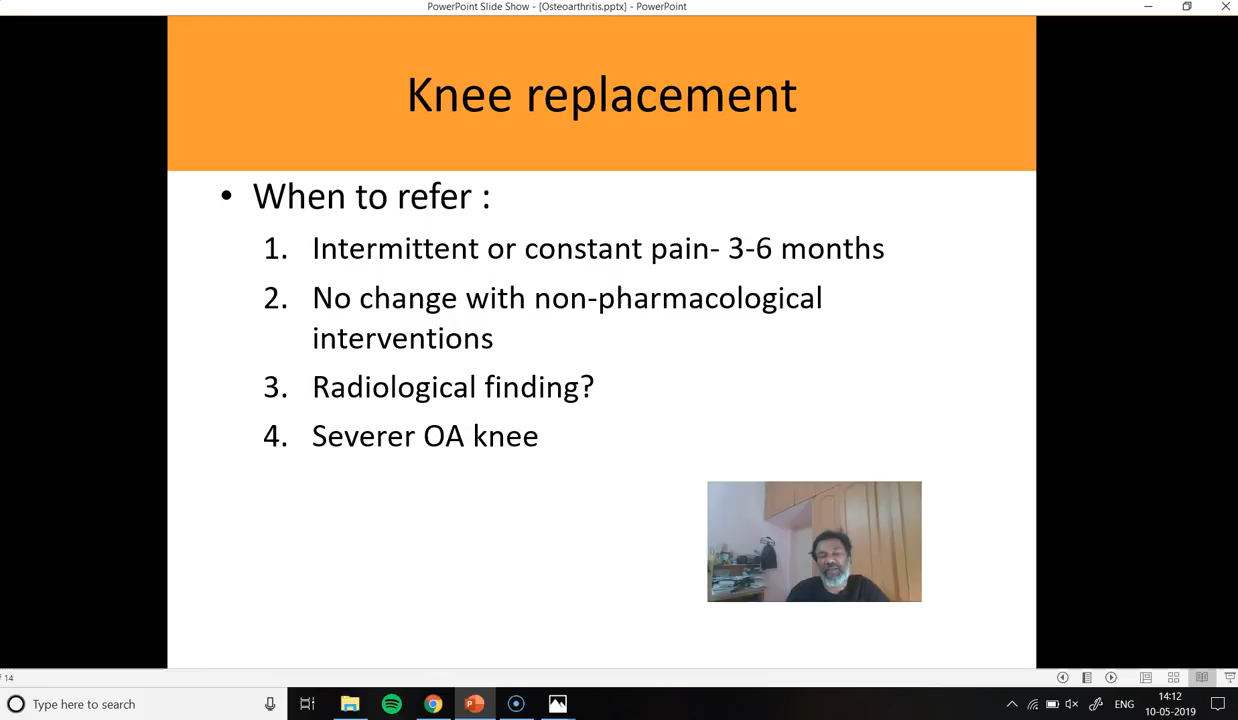 PowerPoint Slide Show - [Osteoarthritis.pptx] - PowerPoint
Knee replacement
• When to refer :
1. Intermittent or constant pain- 3-6 months
2. No change with non-pharmacological
interventions
3. Radiological finding?
4. Severer OA knee
14
Type here to search
ENG
14:12
10-05-2019